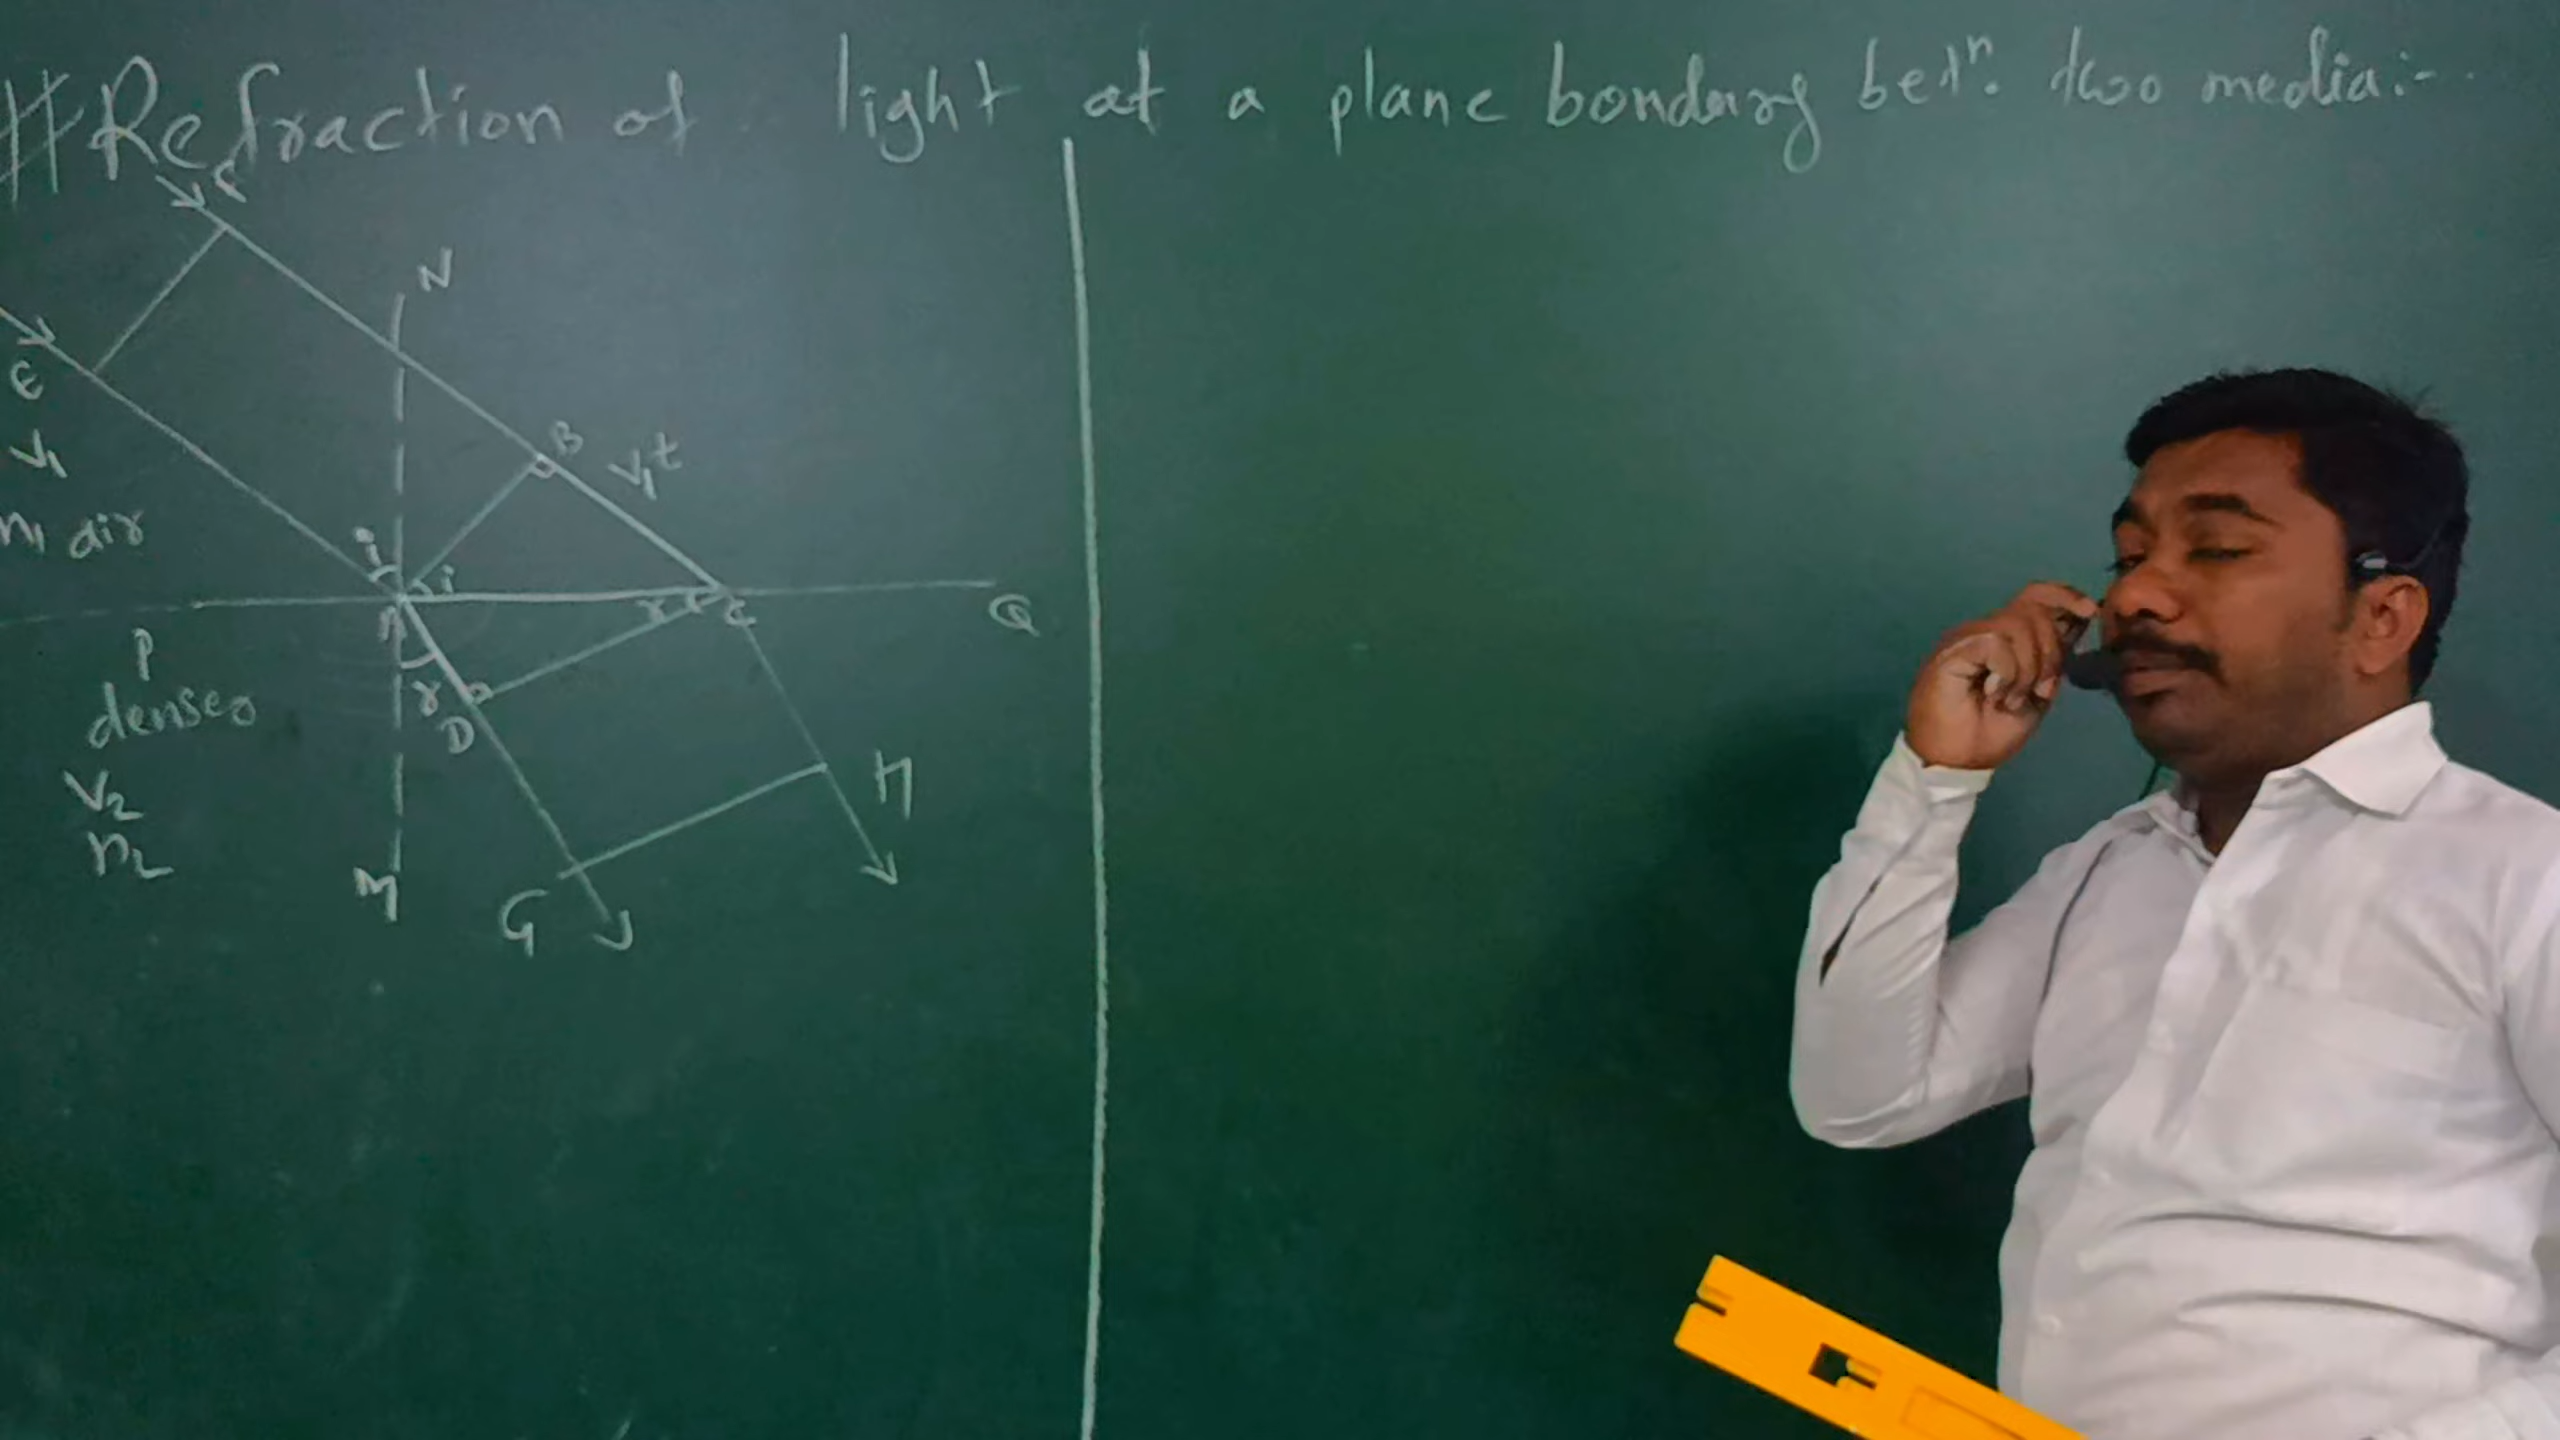 #Refraction of light at a plane bondary betn. two media:-
N
E
B
V1
V1t
n1 air
i
i
r
A
C
Q
P
r
denser
D
V2
H
n2
M
G